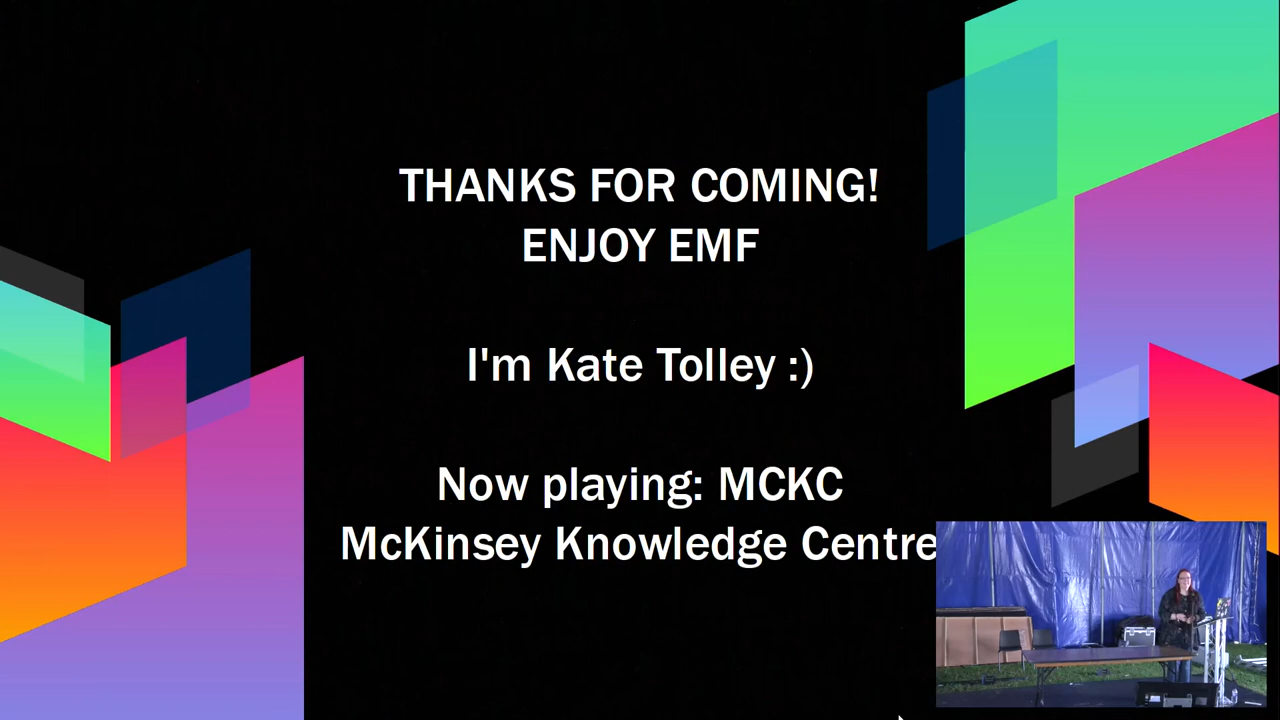 THANKS FOR COMING!
ENJOY EMF
I'm Kate Tolley :)
Now playing: MCKC
McKinsey Knowledge Centre